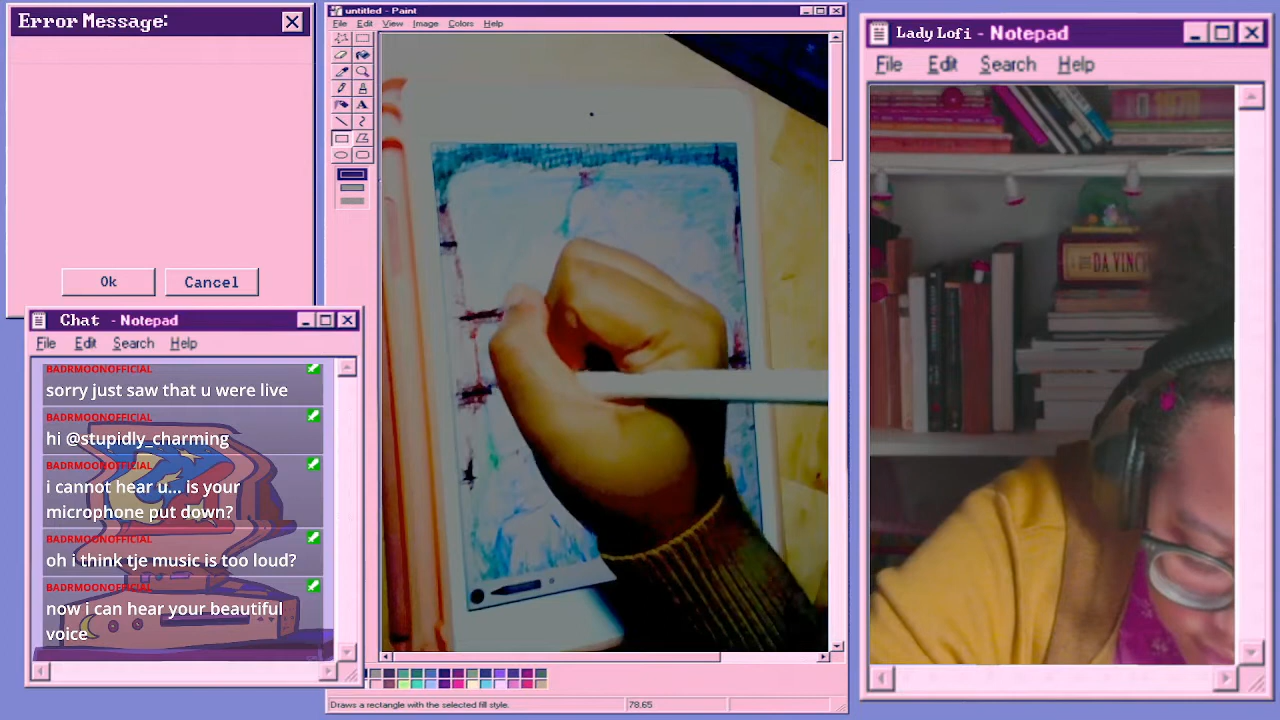 Error Message:
Ok
Cancel
Chat - Notepad
File Edit Search Help
BADRMOONOFFICIAL
sorry just saw that u were live
BADRMOONOFFICIAL
hi @stupidly_charming
BADRMOONOFFICIAL
i cannot hear u... is your
microphone put down?
BADRMOONOFFICIAL
oh i think tje music is too loud?
BADRMOONOFFICIAL
now i can hear your beautiful
voice
untitled - Paint
File Edit View Image Colors Help
A
Draws a rectangle with the selected fill style.
78,65
Lady Lofi - Notepad
File Edit Search Help
DA VINCI